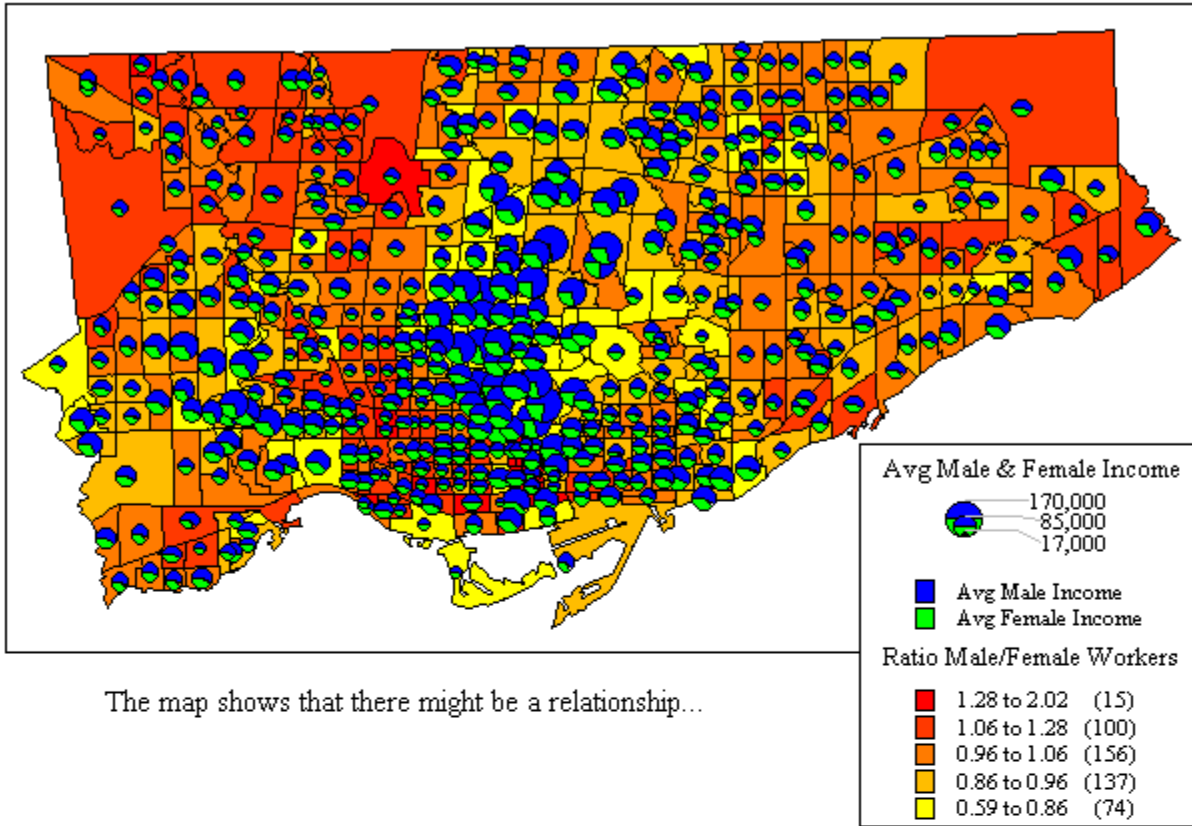 Avg Male & Female Income
170,000
85,000
17,000
Avg Male Income
Avg Female Income
Ratio Male/Female Workers
1.28 to 2.02 (15)
1.06 to 1.28 (100)
0.96 to 1.06 (156)
0.86 to 0.96 (137)
0.59 to 0.86 (74)
The map shows that there might be a relationship...